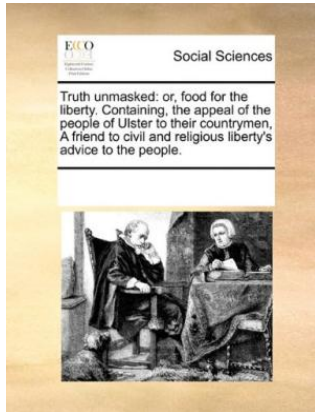 ECCO
Social Sciences
Truth unmasked: or, food for the
liberty. Containing, the appeal of the
people of Ulster to their countrymen,
A friend to civil and religious liberty's
advice to the people.